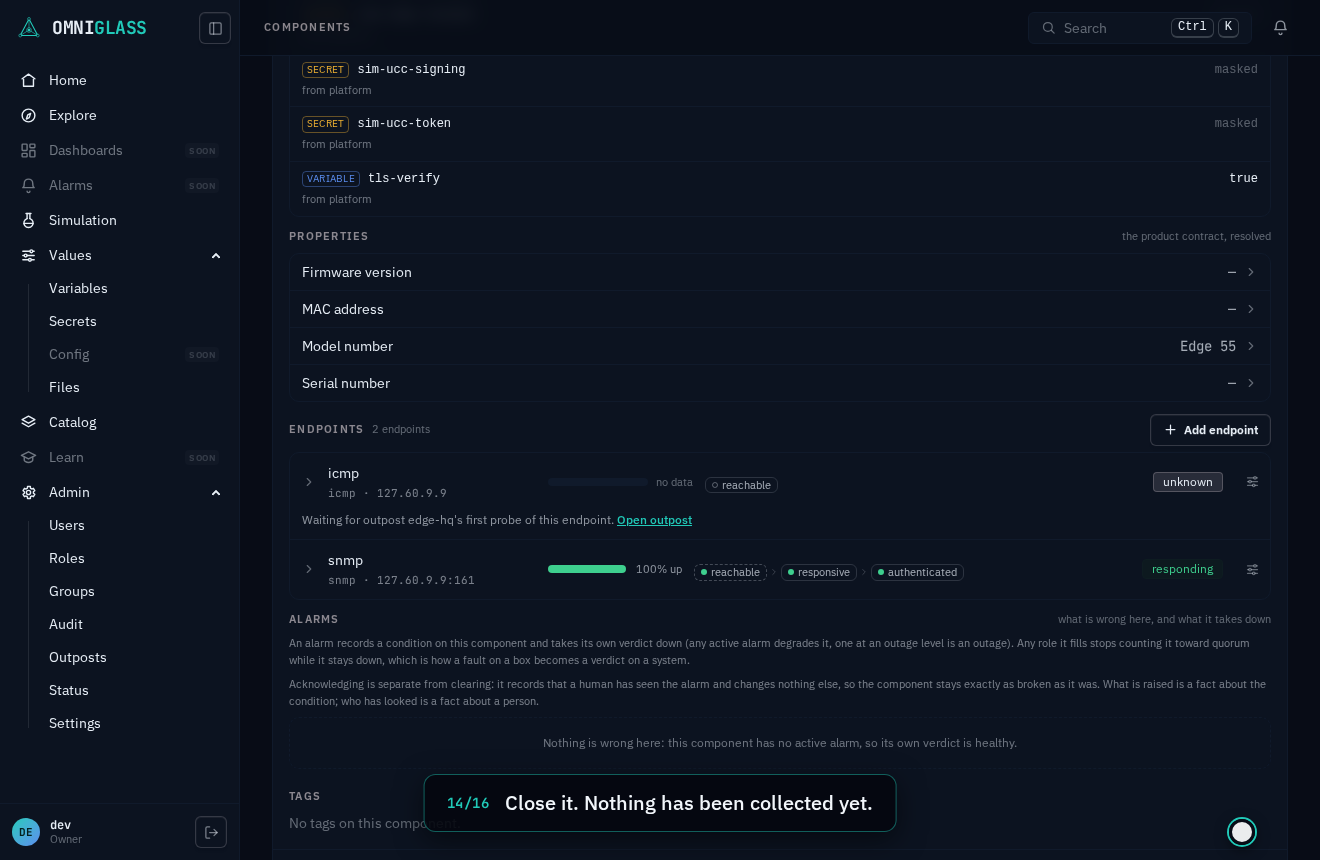 OMNIGLASS
COMPONENTS
Search
Ctrl K
Home
Explore
Dashboards SOON
Alarms SOON
Simulation
Values
Variables
Secrets
Config SOON
Files
Catalog
Learn SOON
Admin
Users
Roles
Groups
Audit
Outposts
Status
Settings
DE
dev
Owner
SECRET sim-ucc-signing masked
from platform
SECRET sim-ucc-token masked
from platform
VARIABLE tls-verify true
from platform
PROPERTIES the product contract, resolved
Firmware version –
MAC address –
Model number Edge 55
Serial number –
ENDPOINTS 2 endpoints + Add endpoint
icmp
icmp · 127.60.9.9
no data reachable unknown
Waiting for outpost edge-hq's first probe of this endpoint. Open outpost
snmp
snmp · 127.60.9.9:161
100% up reachable › responsive › authenticated responding
ALARMS what is wrong here, and what it takes down
An alarm records a condition on this component and takes its own verdict down (any active alarm degrades it, one at an outage level is an outage). Any role it fills stops counting it toward quorum
while it stays down, which is how a fault on a box becomes a verdict on a system.
Acknowledging is separate from clearing: it records that a human has seen the alarm and changes nothing else, so the component stays exactly as broken as it was. What is raised is a fact about the
condition; who has looked is a fact about a person.
Nothing is wrong here: this component has no active alarm, so its own verdict is healthy.
TAGS
No tags on this
14/16 Close it. Nothing has been collected yet.